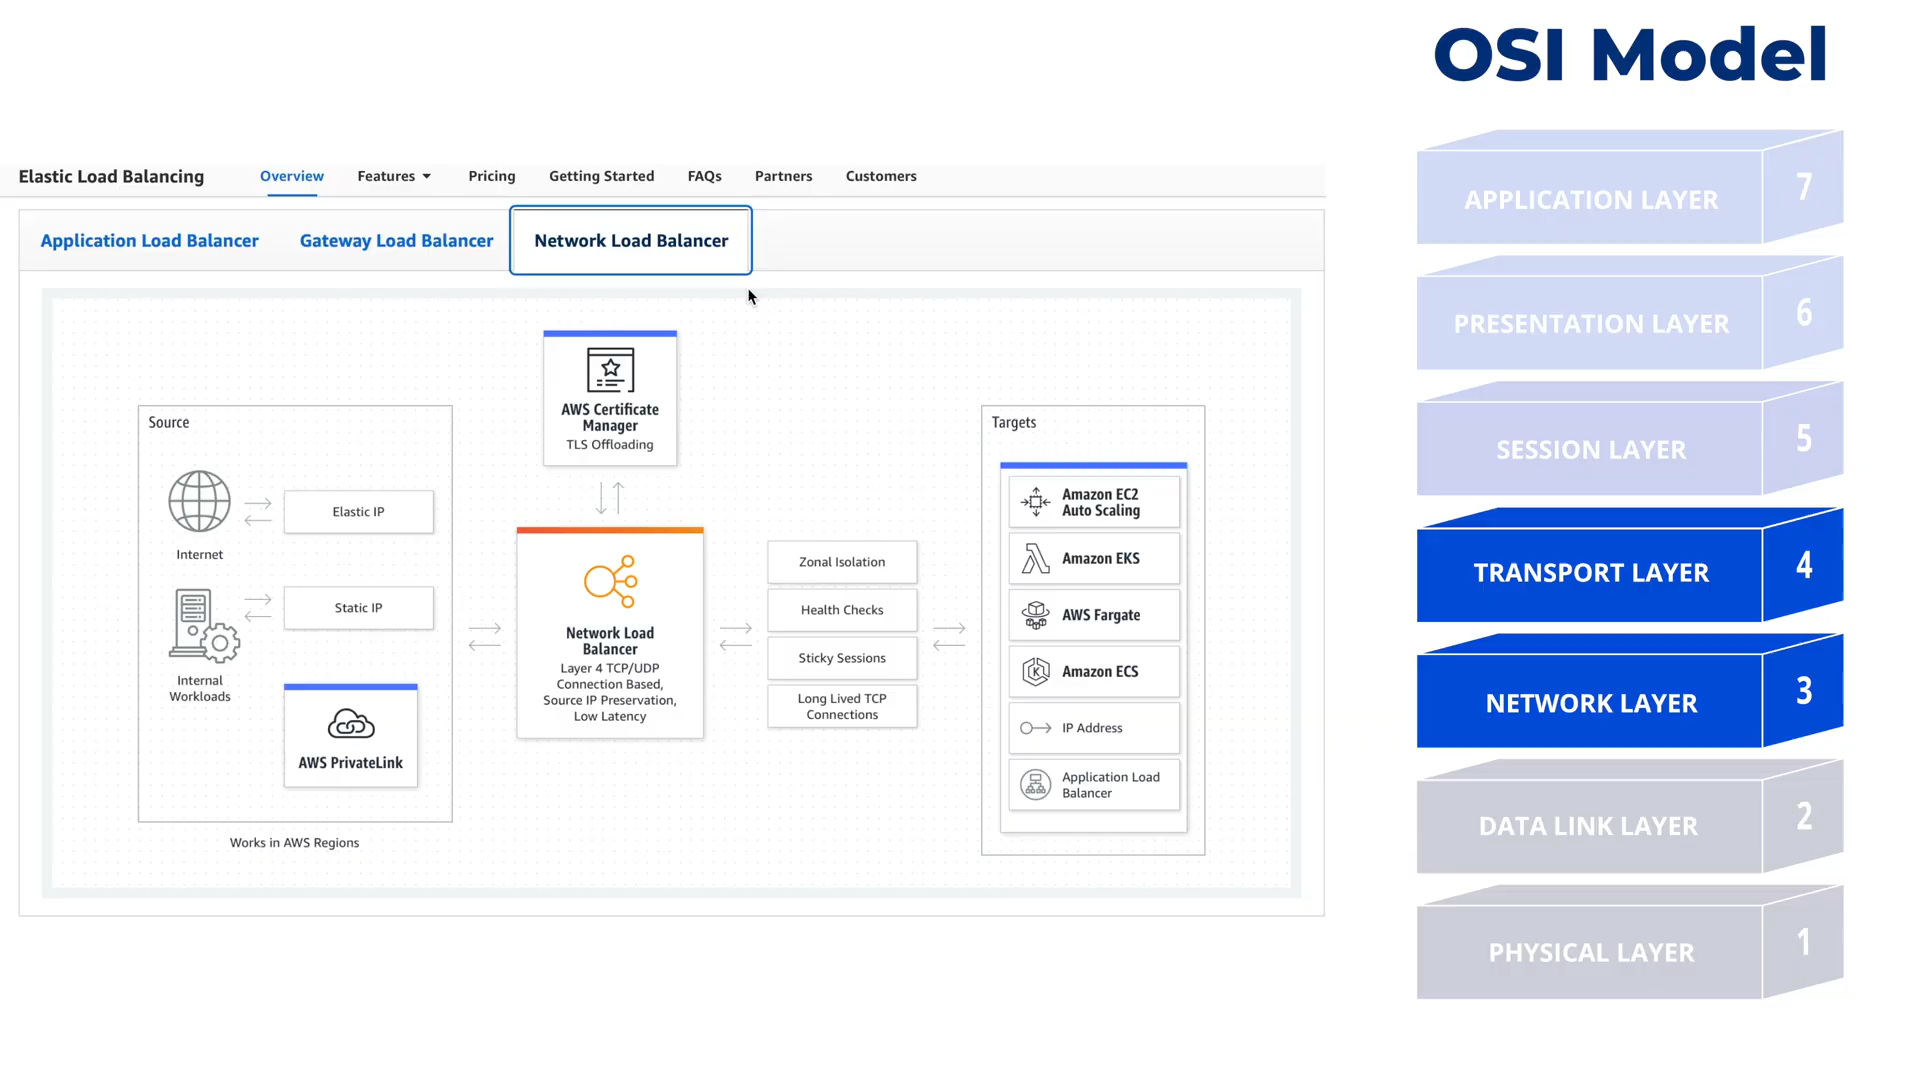 OSI Model
Elastic Load Balancing
Overview
Features
Pricing
Getting Started
FAQs
Partners
Customers
Application Load Balancer
Gateway Load Balancer
Network Load Balancer
Source
Internet
Elastic IP
Internal
Workloads
Static IP
AWS PrivateLink
Works in AWS Regions
AWS Certificate
Manager
TLS Offloading
Network Load
Balancer
Layer 4 TCP/UDP
Connection Based,
Source IP Preservation,
Low Latency
Zonal Isolation
Health Checks
Sticky Sessions
Long Lived TCP
Connections
Targets
Amazon EC2
Auto Scaling
Amazon EKS
AWS Fargate
Amazon ECS
IP Address
Application Load
Balancer
APPLICATION LAYER 7
PRESENTATION LAYER 6
SESSION LAYER 5
TRANSPORT LAYER 4
NETWORK LAYER 3
DATA LINK LAYER 2
PHYSICAL LAYER 1